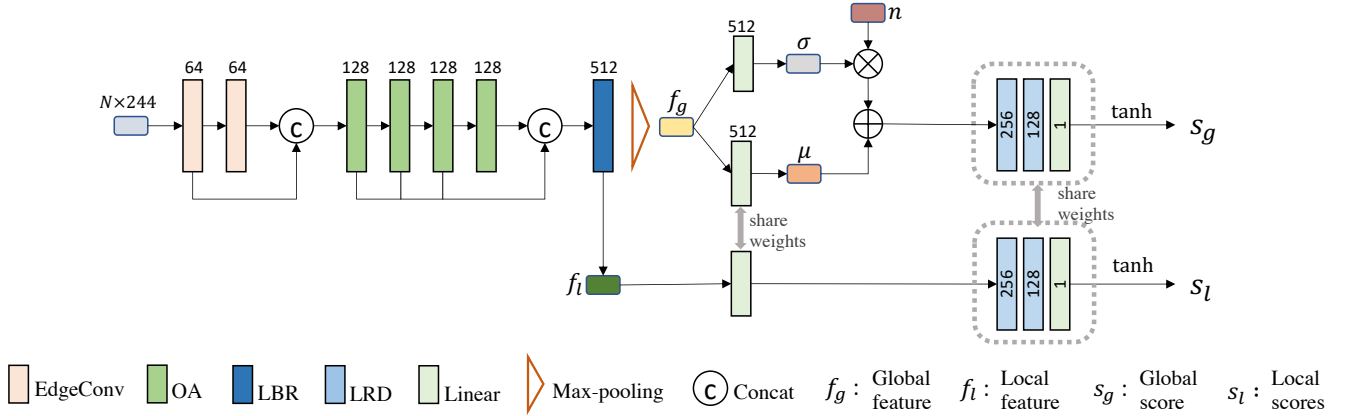 N×244
64 64
C
128 128 128 128
C
512
f_g
512
σ
n
512
μ
256 128 1
tanh
s_g
share
weights
share
weights
f_l
256 128 1
tanh
s_l
EdgeConv
OA
LBR
LRD
Linear
Max-pooling
C Concat
f_g : Global
feature
f_l : Local
feature
s_g : Global
score
s_l : Local
scores